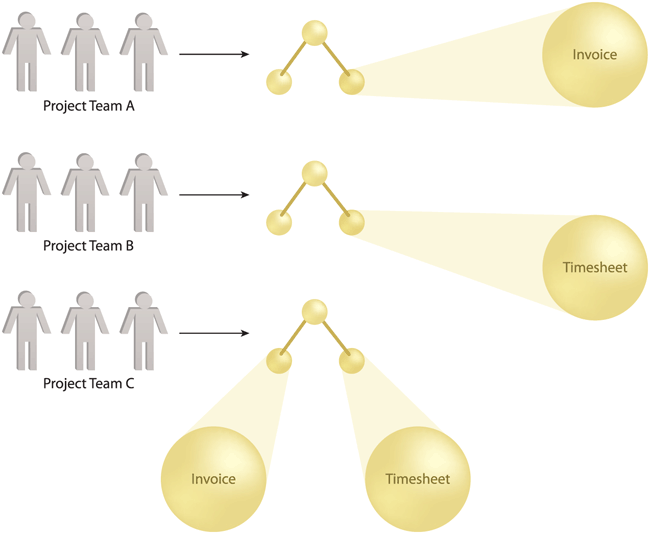 Invoice
Project Team A
Project Team B
Timesheet
Project Team C
Invoice
Timesheet